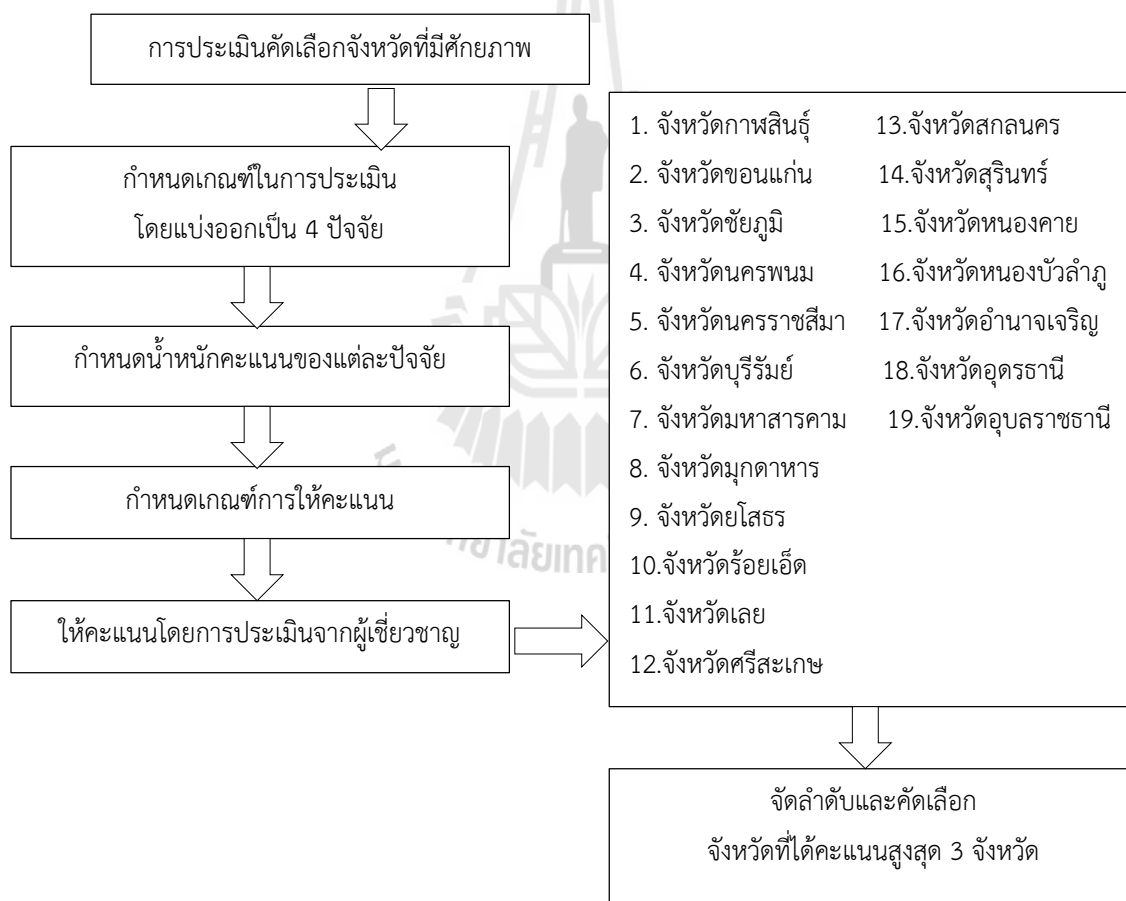 การประเมินคัดเลือกจังหวัดที่มีศักยภาพ
กำหนดเกณฑ์ในการประเมิน
โดยแบ่งออกเป็น 4 ปัจจัย
กำหนดน้ำหนักคะแนนของแต่ละปัจจัย
กำหนดเกณฑ์การให้คะแนน
ให้คะแนนโดยการประเมินจากผู้เชี่ยวชาญ
1. จังหวัดกาฬสินธุ์ 13.จังหวัดสกลนคร
2. จังหวัดขอนแก่น 14.จังหวัดสุรินทร์
3. จังหวัดชัยภูมิ 15.จังหวัดหนองคาย
4. จังหวัดนครพนม 16.จังหวัดหนองบัวลำภู
5. จังหวัดนครราชสีมา 17.จังหวัดอำนาจเจริญ
6. จังหวัดบุรีรัมย์ 18.จังหวัดอุดรธานี
7. จังหวัดมหาสารคาม 19.จังหวัดอุบลราชธานี
8. จังหวัดมุกดาหาร
9. จังหวัดยโสธร
10.จังหวัดร้อยเอ็ด
11.จังหวัดเลย
12.จังหวัดศรีสะเกษ
จัดลำดับและคัดเลือก
จังหวัดที่ได้คะแนนสูงสุด 3 จังหวัด